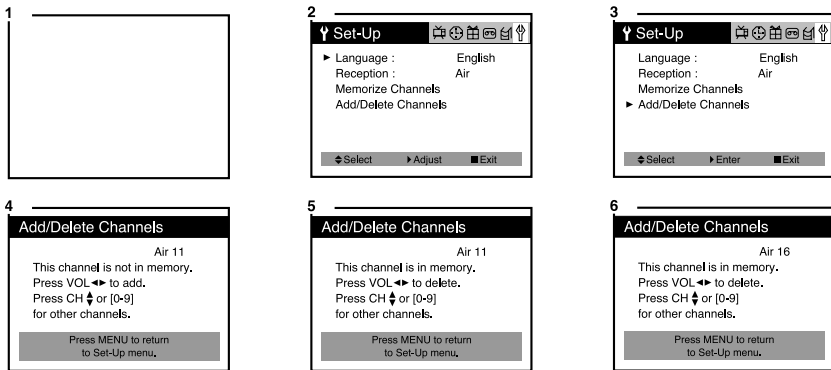 1
2
Set-Up
Language : English
Reception : Air
Memorize Channels
Add/Delete Channels
Select Adjust Exit
3
Set-Up
Language : English
Reception : Air
Memorize Channels
Add/Delete Channels
Select Enter Exit
4
Add/Delete Channels
Air 11
This channel is not in memory.
Press VOL◄► to add.
Press CH ▲▼ or [0-9]
for other channels.
Press MENU to return
to Set-Up menu.
5
Add/Delete Channels
Air 11
This channel is in memory.
Press VOL◄► to delete.
Press CH ▲▼ or [0-9]
for other channels.
Press MENU to return
to Set-Up menu.
6
Add/Delete Channels
Air 16
This channel is in memory.
Press VOL◄► to delete.
Press CH ▲▼ or [0-9]
for other channels.
Press MENU to return
to Set-Up menu.